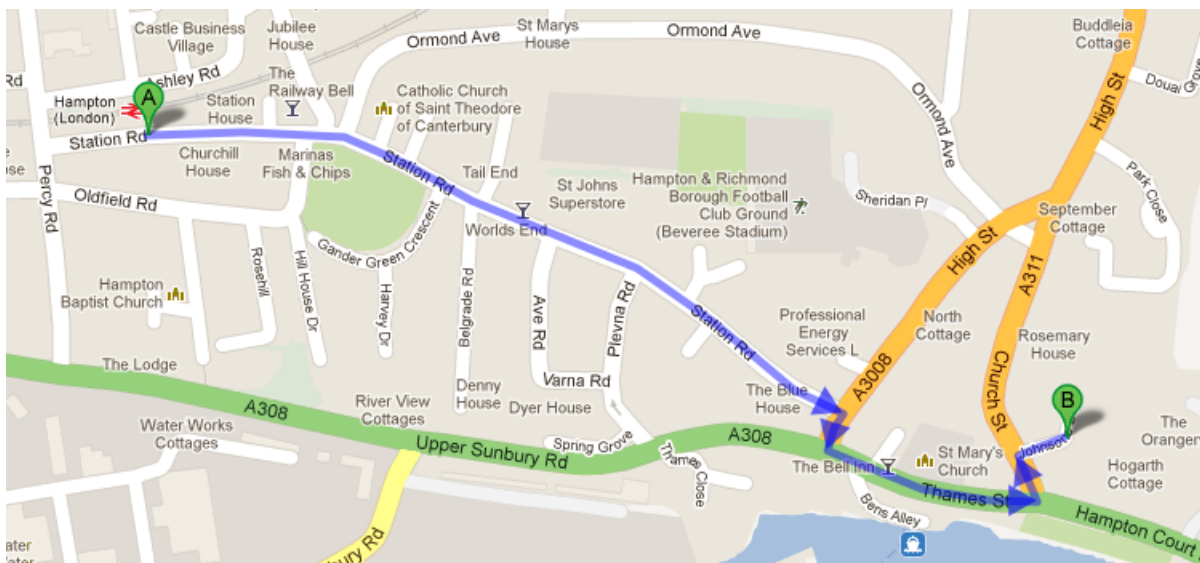 Castle Business
Village
Jubilee
House
St Marys
House
Ormond Ave
Ormond Ave
Buddleia
Cottage
Rd
Ashley Rd
The
Railway Bell
High St
Hampton
(London)
A
Station
House
Catholic Church
of Saint Theodore
of Canterbury
Ormond Ave
Station Rd
Churchill
House
Marinas
Fish & Chips
Station Rd
Tail End
St Johns
Superstore
Hampton & Richmond
Borough Football
Club Ground
(Beveree Stadium)
Sheridan Pl
Park Close
September
Cottage
Percy Rd
Oldfield Rd
Worlds End
Gander Green Crescent
High St
A311
Rosehill
Hill House Dr
Harvey Dr
Belgrade Rd
Ave Rd
Plevna Rd
Station Rd
Hampton
Baptist Church
Professional
Energy
Services L
North
Cottage
Rosemary
House
The Lodge
A3008
Church St
Varna Rd
The Blue
House
B
A308
River View
Cottages
Denny
House
Dyer House
Water Works
Cottages
Upper Sunbury Rd
Spring Grove
A308
Thames Close
The Bell Inn
St Mary's
Church
Johnson
The
Hogarth
Cottage
Thames St
Bens Alley
Hampton Court